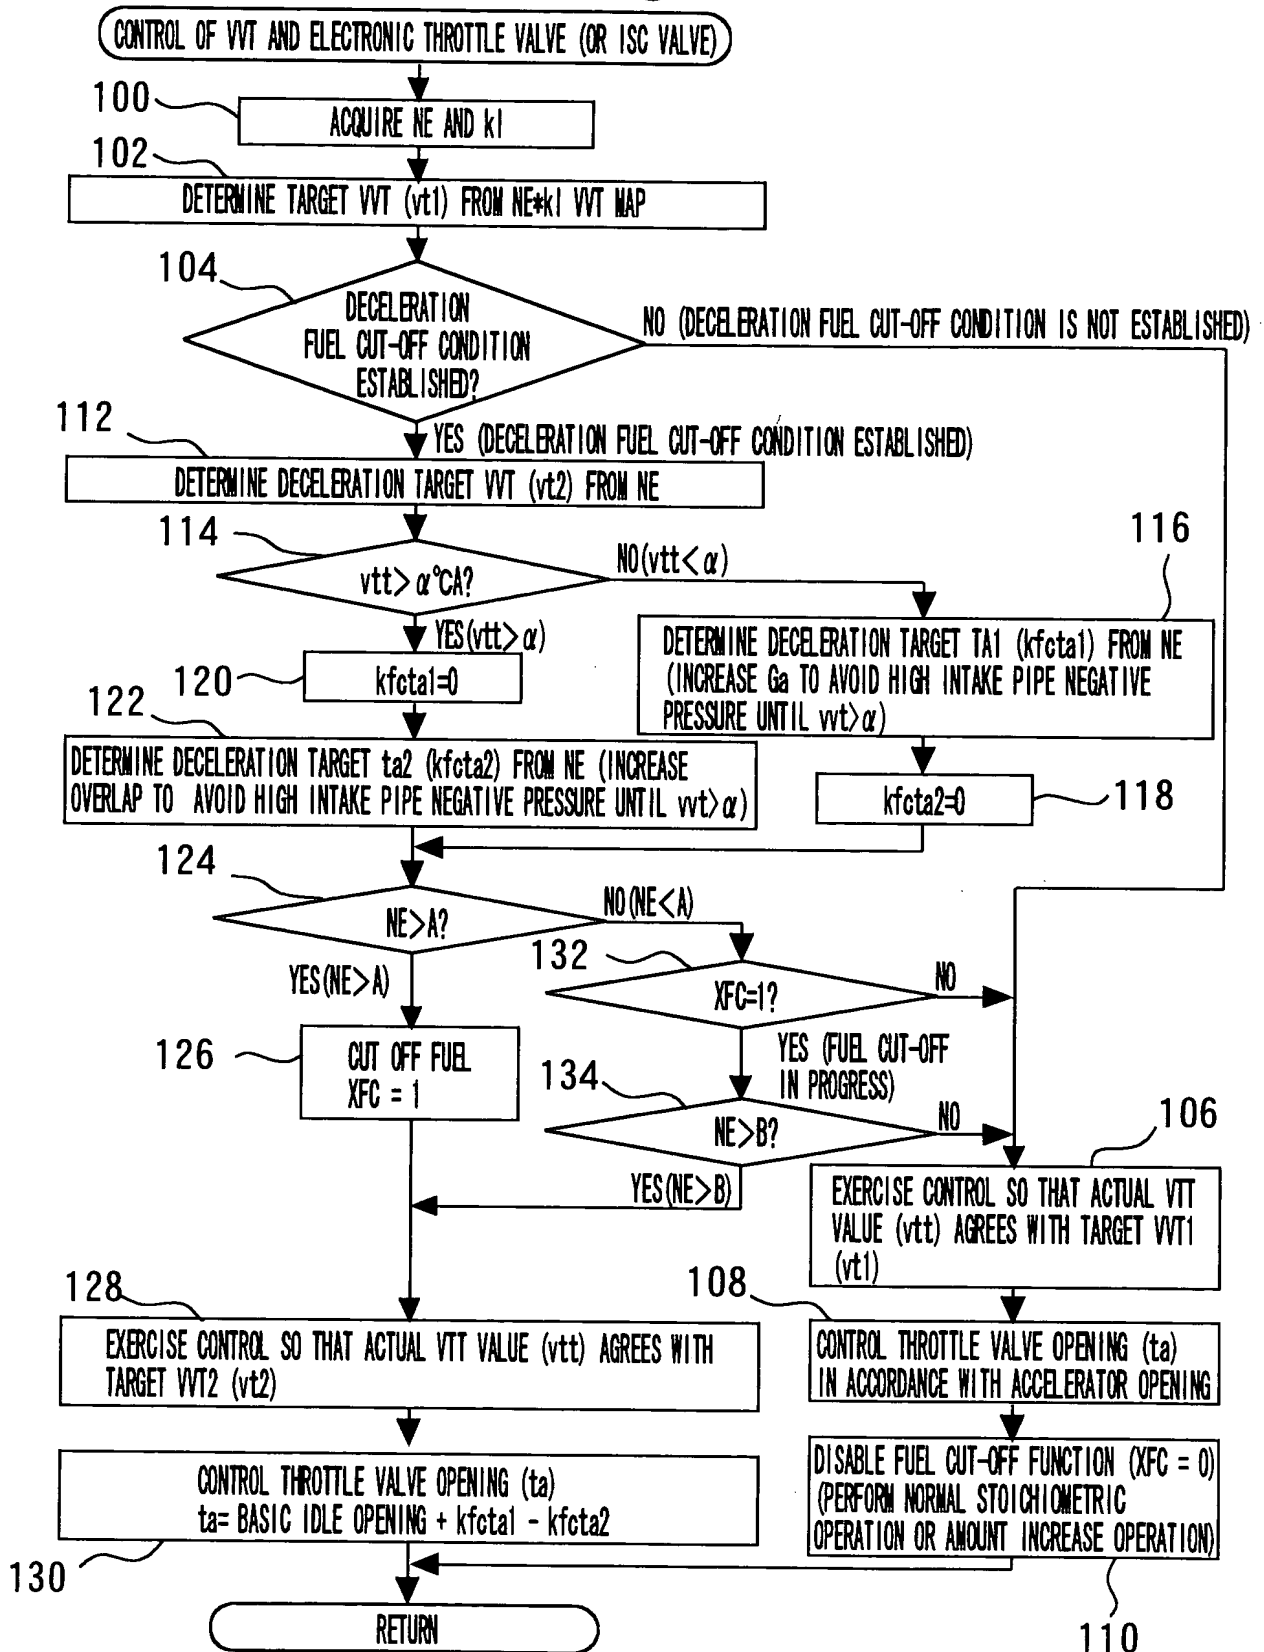 CONTROL OF VVT AND ELECTRONIC THROTTLE VALVE (OR ISC VALVE)
100
ACQUIRE NE AND kl
102
DETERMINE TARGET VVT (vt1) FROM NE*kl VVT MAP
104
DECELERATION
FUEL CUT-OFF CONDITION
ESTABLISHED?
NO (DECELERATION FUEL CUT-OFF CONDITION IS NOT ESTABLISHED)
112
YES (DECELERATION FUEL CUT-OFF CONDITION ESTABLISHED)
DETERMINE DECELERATION TARGET VVT (vt2) FROM NE
114
vtt>α°CA?
NO(vtt<α)
116
YES(vtt>α)
DETERMINE DECELERATION TARGET TA1 (kfcta1) FROM NE
(INCREASE Ga TO AVOID HIGH INTAKE PIPE NEGATIVE
PRESSURE UNTIL vvt>α)
120
kfcta1=0
122
DETERMINE DECELERATION TARGET ta2 (kfcta2) FROM NE (INCREASE
OVERLAP TO AVOID HIGH INTAKE PIPE NEGATIVE PRESSURE UNTIL vvt>α)
kfcta2=0
118
124
NE>A?
NO(NE<A)
YES(NE>A)
132
XFC=1?
NO
126
CUT OFF FUEL
XFC = 1
YES (FUEL CUT-OFF
IN PROGRESS)
134
NE>B?
NO
YES(NE>B)
106
EXERCISE CONTROL SO THAT ACTUAL VTT
VALUE (vtt) AGREES WITH TARGET VVT1
(vt1)
128
EXERCISE CONTROL SO THAT ACTUAL VTT VALUE (vtt) AGREES WITH
TARGET VVT2 (vt2)
108
CONTROL THROTTLE VALVE OPENING (ta)
IN ACCORDANCE WITH ACCELERATOR OPENING
CONTROL THROTTLE VALVE OPENING (ta)
ta= BASIC IDLE OPENING + kfcta1 - kfcta2
130
DISABLE FUEL CUT-OFF FUNCTION (XFC = 0)
(PERFORM NORMAL STOICHIOMETRIC
OPERATION OR AMOUNT INCREASE OPERATION)
110
RETURN